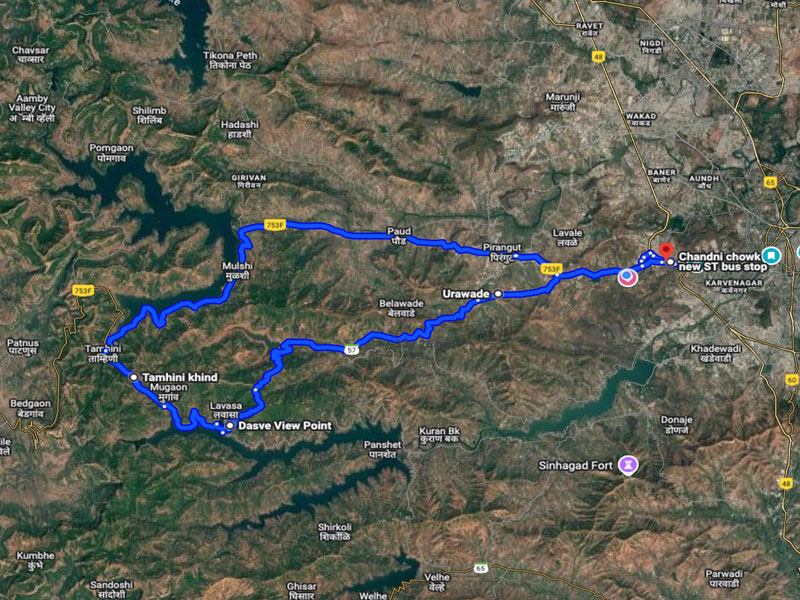 Chavsar
चाव्सार
Tikona Peth
तिकोना पेठ
RAVET
रावेत
NIGDI
निगडी
48
Aamby
Valley City
अॅम्बी व्हॅली
Shilimb
शिलिंब
Hadashi
हाडशी
Marunji
मारुंजी
WAKAD
वाकड
Pomgaon
पोमगाव
GIRIVAN
गिरीवन
BANER
बाणेर
AUNDH
औंध
65
753F
Paud
पौड
Pirangut
पिरंगुट
Lavale
लवळे
753F
Chandni chowk
new ST bus stop
KARVENAGAR
कर्वेनगर
Mulshi
मुळशी
753F
Urawade
Belawade
बेलवाडे
Patnus
पाटणुस
Tamhini
ताम्हिणी
57
Khadewadi
खंडेवाडी
Tamhini khind
Mugaon
मुगांव
60
Bedgaon
बेडगांव
Lavasa
लवासा
Dasve View Point
Kuran Bk
कुराण बक
Panshet
पानशेत
Donaje
डोणजे
Sinhagad Fort
48
Shirkoli
शिर्कोळि
Kumbhe
कुंभे
Sandoshi
सांदोशी
Ghisar
घिसार
Velhe
वेल्हे
65
Welhe
Parwadi
पारवाडी